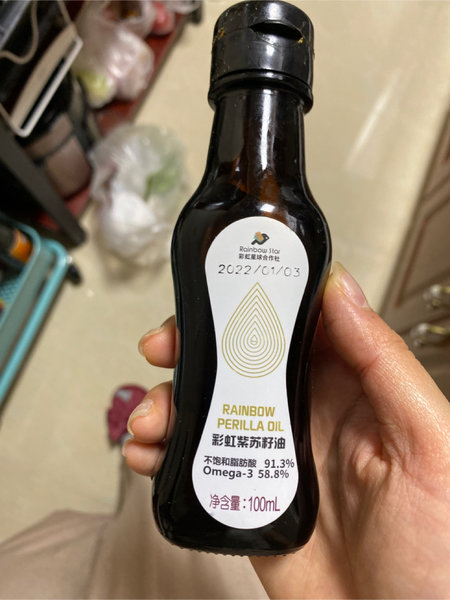 Rainbow Star
彩虹星球合作社
2022/01/03
RAINBOW
PERILLA OIL
彩虹紫苏籽油
不饱和脂肪酸 91.3%
Omega-3 58.8%
净含量:100mL